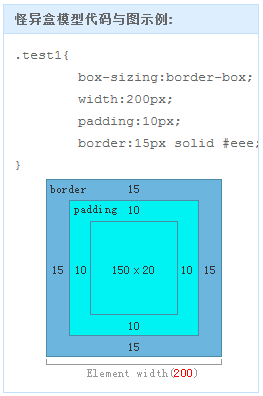 怪异盒模型代码与图示例:
.test1{
box-sizing:border-box;
width:200px;
padding:10px;
border:15px solid #eee;
}
border 15
padding 10
15 10 150×20 10 15
10
15
Element width(200)